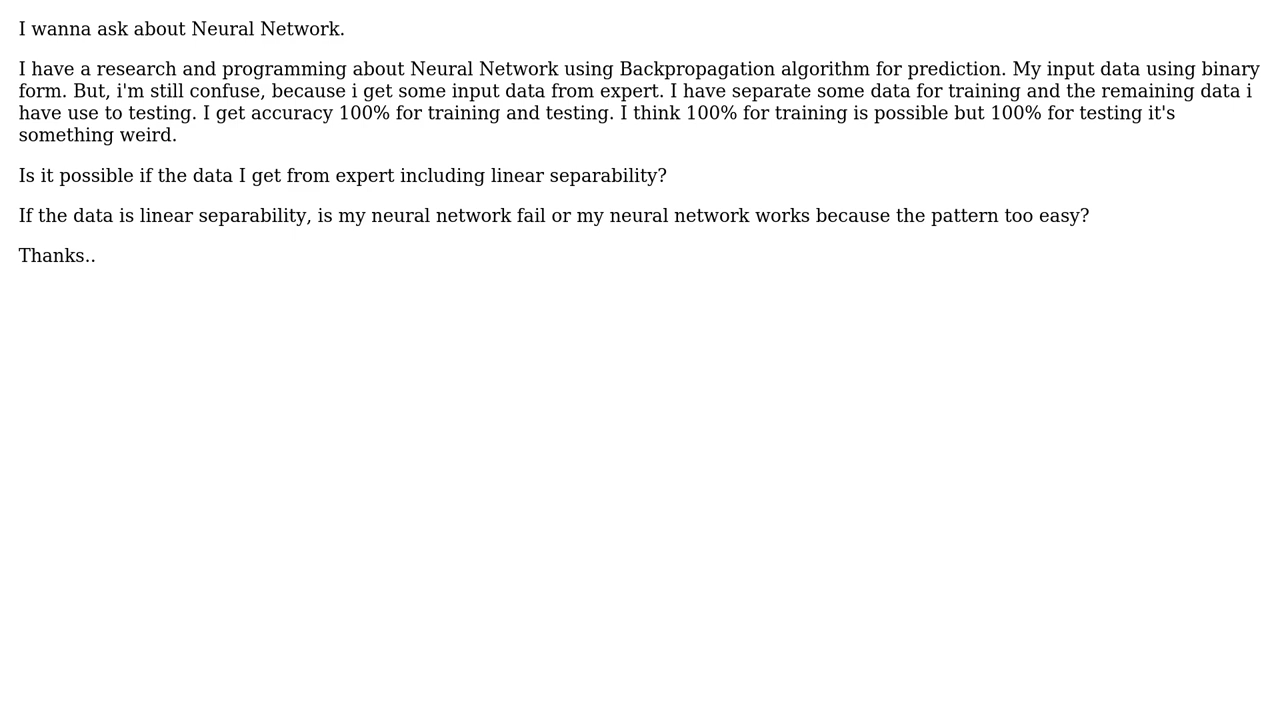 I wanna ask about Neural Network.
I have a research and programming about Neural Network using Backpropagation algorithm for prediction. My input data using binary
form. But, i'm still confuse, because i get some input data from expert. I have separate some data for training and the remaining data i
have use to testing. I get accuracy 100% for training and testing. I think 100% for training is possible but 100% for testing it's
something weird.
Is it possible if the data I get from expert including linear separability?
If the data is linear separability, is my neural network fail or my neural network works because the pattern too easy?
Thanks..